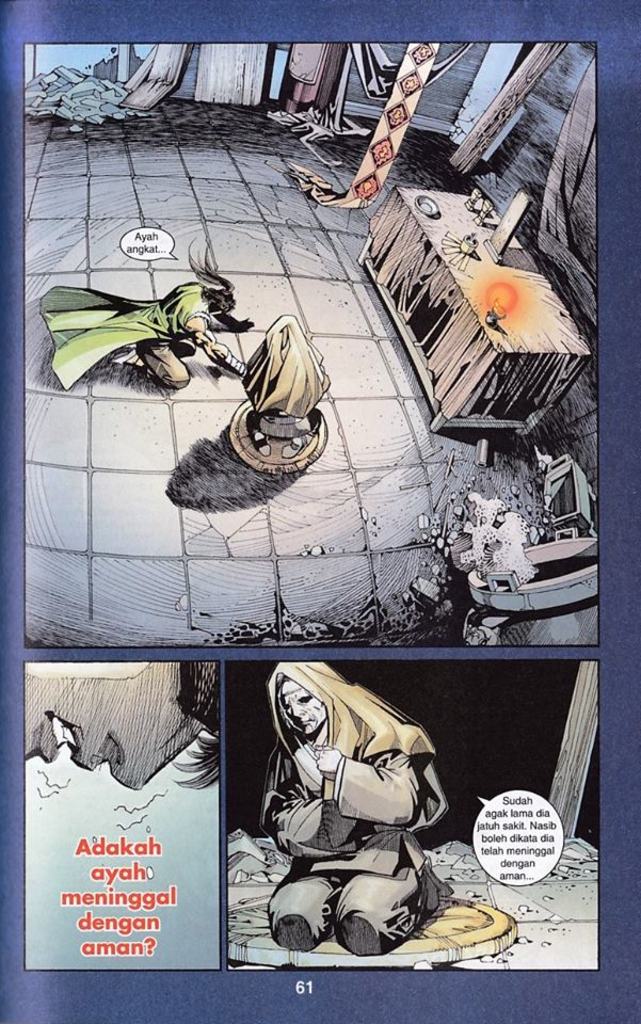 Ayah
angkat...
Adakah
ayah
meninggal
dengan
aman?
Sudah
agak lama dia
jatuh sakit. Nasib
boleh dikata dia
telah meninggal
dengan
aman...
61